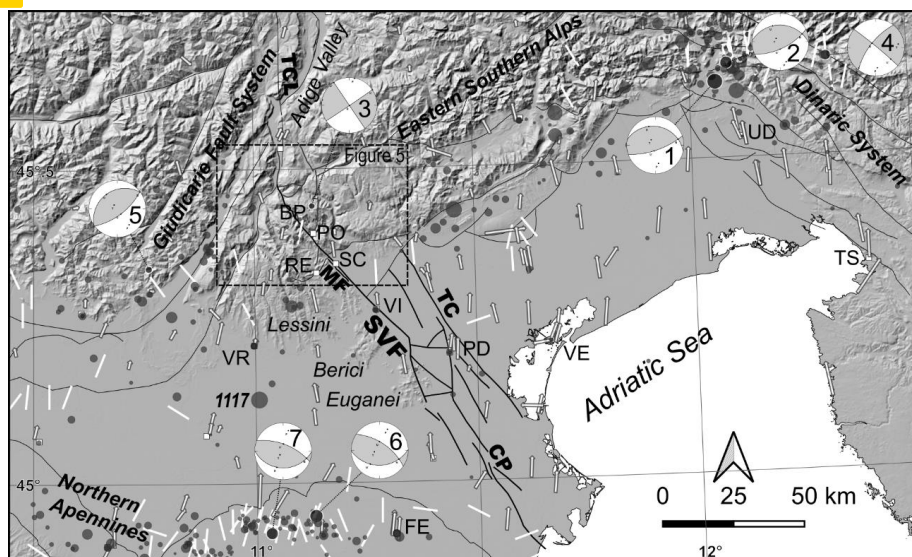 2
4
TCL
Adige Valley
Giudicarie Fault System
3
Eastern Southern Alps
Dinaric System
1
UD
45°5
Figure 5
5
BP
PO
SC
RE
MF
TC
TS
VI
Lessini
SVF
VR
PD
VE
Berici
Adriatic Sea
1117
Euganei
7
6
CP
45°
Northern
Apennines
FE
0 25 50 km
11°
12°